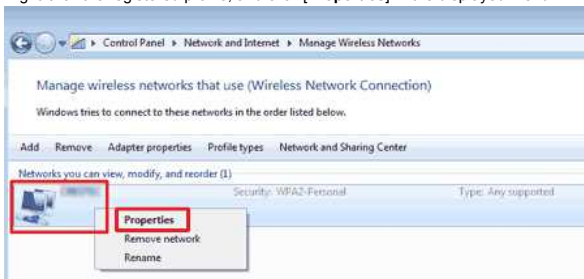 Control Panel ▸ Network and Internet ▸ Manage Wireless Networks
Manage wireless networks that use (Wireless Network Connection)
Windows tries to connect to these networks in the order listed below.
Add Remove Adapter properties Profile types Network and Sharing Center
Networks you can view, modify, and reorder (1)
Security: WPA2-Personal Type: Any supported
Properties
Remove network
Rename